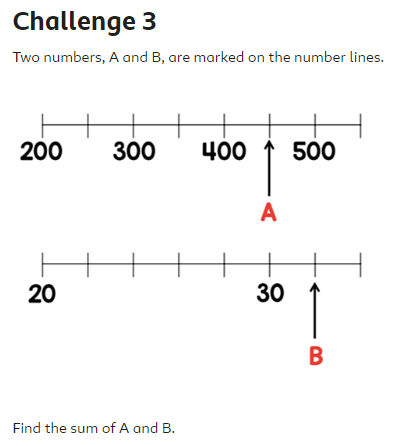 Challenge 3
Two numbers, A and B, are marked on the number lines.
200 300 400 500
A
20 30
B
Find the sum of A and B.